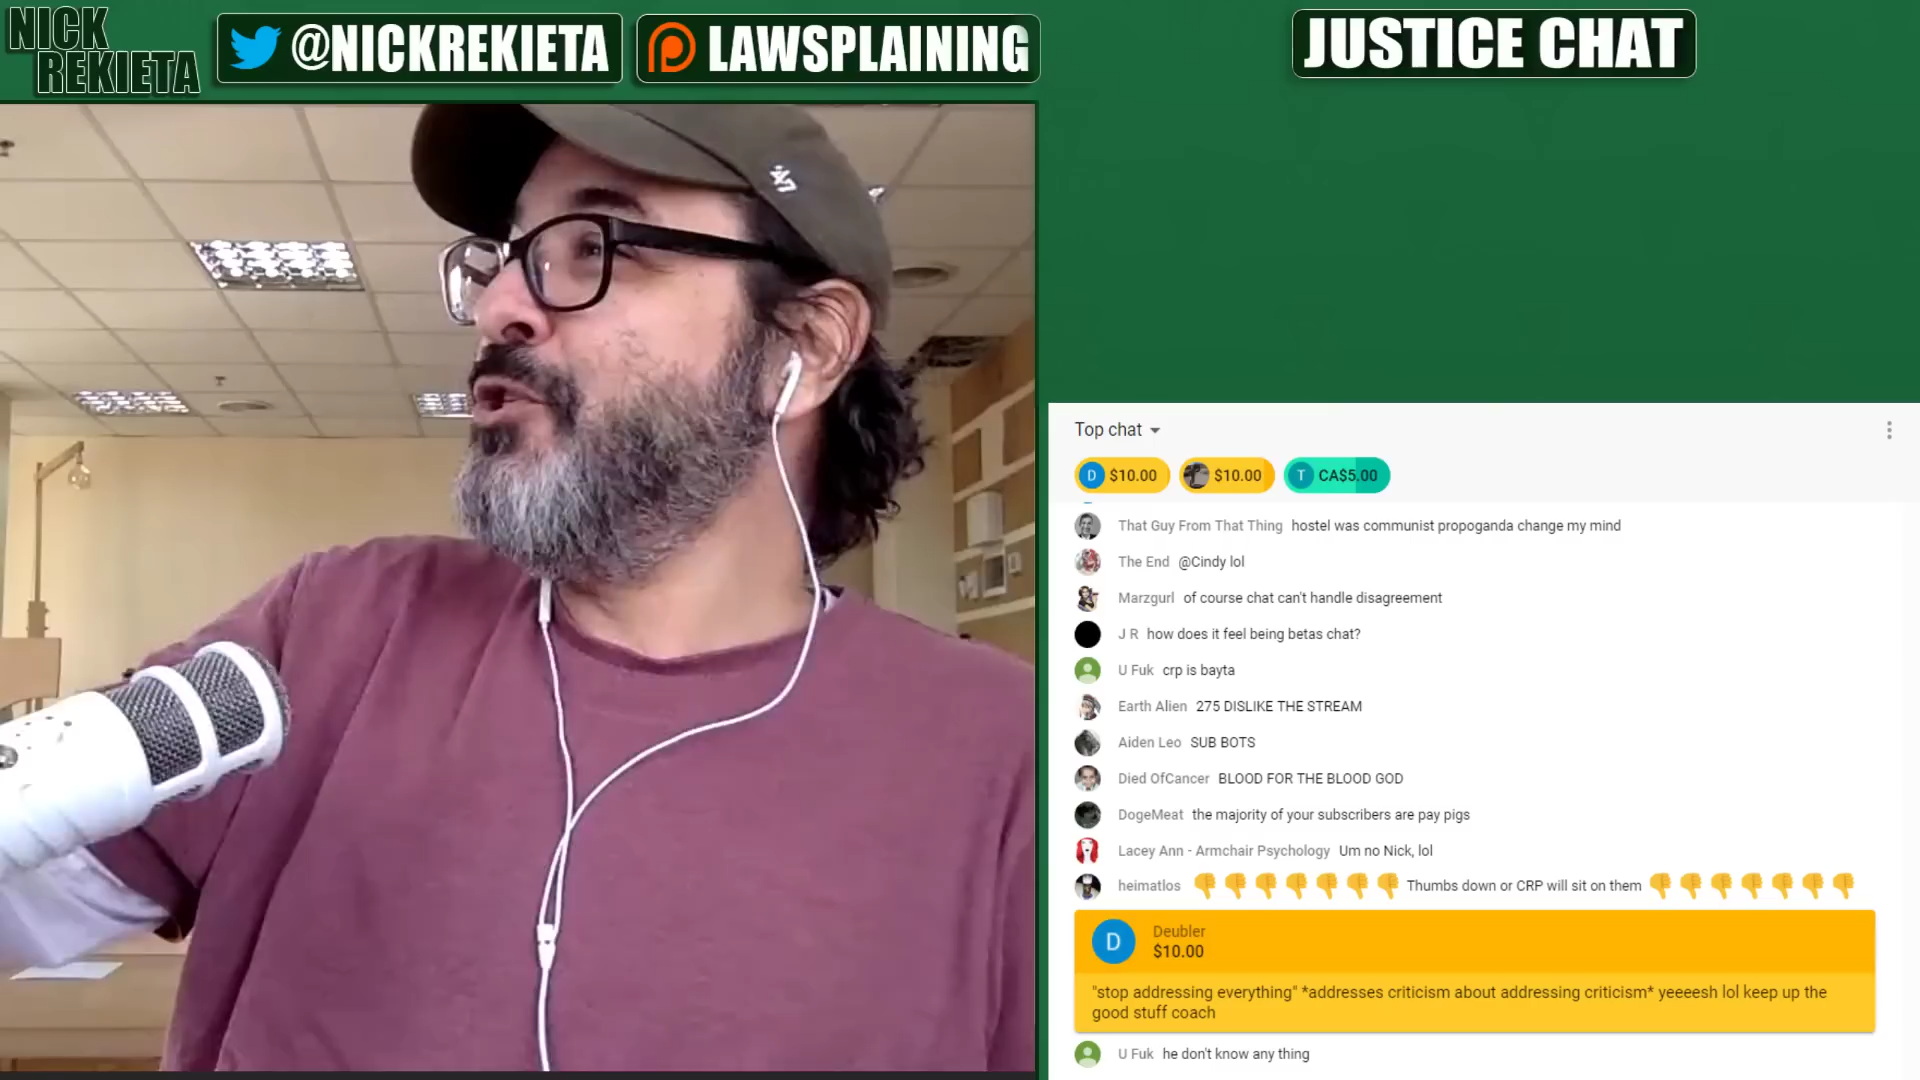 NICK
REKIETA
@NICKREKIETA
LAWSPLAINING
JUSTICE CHAT
47
Top chat
D $10.00 $10.00 T CA$5.00
That Guy From That Thing hostel was communist propoganda change my mind
The End @Cindy lol
Marzgurl of course chat can't handle disagreement
J R how does it feel being betas chat?
U Fuk crp is bayta
Earth Alien 275 DISLIKE THE STREAM
Aiden Leo SUB BOTS
Died OfCancer BLOOD FOR THE BLOOD GOD
DogeMeat the majority of your subscribers are pay pigs
Lacey Ann - Armchair Psychology Um no Nick, lol
heimatlos 👎👎👎👎👎👎👎 Thumbs down or CRP will sit on them 👎👎👎👎👎👎👎
D Deubler
$10.00
"stop addressing everything" *addresses criticism about addressing criticism* yeeeesh lol keep up the
good stuff coach
U Fuk he don't know any thing